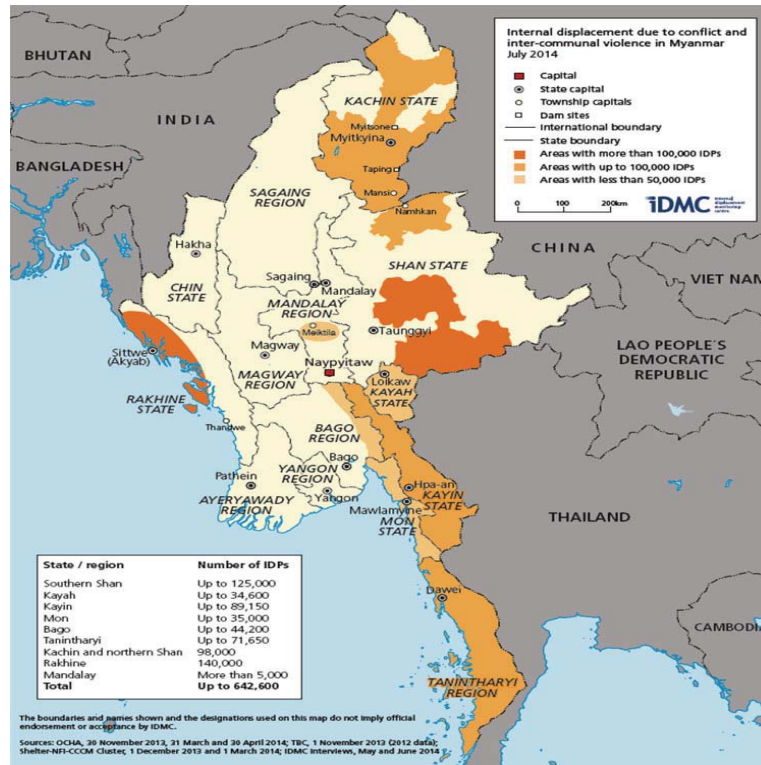 Internal displacement due to conflict and
inter-communal violence in Myanmar
July 2014
Capital
State capital
Township capitals
Dam sites
International boundary
State boundary
Areas with more than 100,000 IDPs
Areas with up to 100,000 IDPs
Areas with less than 50,000 IDPs
0 100 200km
iDMC
internal
displacement
monitoring
centre
BHUTAN
INDIA
BANGLADESH
CHINA
VIET NAM
LAO PEOPLE'S
DEMOCRATIC
REPUBLIC
THAILAND
CAMBODIA
KACHIN STATE
Myitsone
Myitkyina
Taping
Mansi
Namhkan
SAGAING
REGION
Hakha
CHIN
STATE
Sagaing
Mandalay
SHAN STATE
MANDALAY
REGION
Meiktila
Taunggyi
Magway
Naypyitaw
MAGWAY
REGION
Sittwe
(Akyab)
RAKHINE
STATE
Loikaw
KAYAH
STATE
Thandwe
BAGO
REGION
Bago
YANGON
REGION
Yangon
Pathein
AYERYAWADY
REGION
Hpa-an
KAYIN
STATE
Mawlamyine
MON
STATE
Dawei
TANINTHARYI
REGION
State / region Number of IDPs
Southern Shan Up to 125,000
Kayah Up to 34,600
Kayin Up to 89,150
Mon Up to 35,000
Bago Up to 44,200
Tanintharyi Up to 71,650
Kachin and northern Shan 98,000
Rakhine 140,000
Mandalay More than 5,000
Total Up to 642,600
The boundaries and names shown and the designations used on this map do not imply official
endorsement or acceptance by IDMC.
Sources: OCHA, 30 November 2013, 31 March and 30 April 2014; TBC, 1 November 2013 (2012 data);
Shelter-NFI-CCCM Cluster, 1 December 2013 and 1 March 2014; IDMC Interviews, May and June 2014